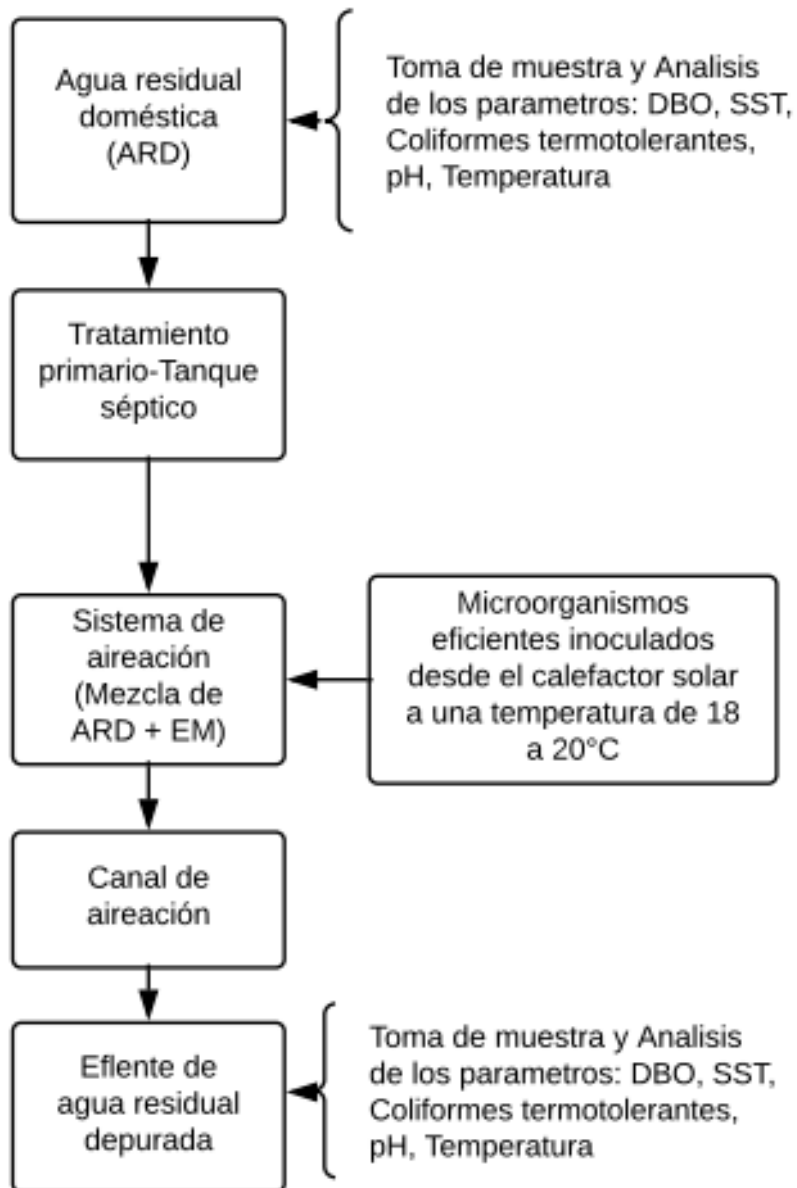 Agua residual
doméstica
(ARD)
Toma de muestra y Analisis
de los parametros: DBO, SST,
Coliformes termotolerantes,
pH, Temperatura
Tratamiento
primario-Tanque
séptico
Sistema de
aireación
(Mezcla de
ARD + EM)
Microorganismos
eficientes inoculados
desde el calefactor solar
a una temperatura de 18
a 20°C
Canal de
aireación
Eflente de
agua residual
depurada
Toma de muestra y Analisis
de los parametros: DBO, SST,
Coliformes termotolerantes,
pH, Temperatura